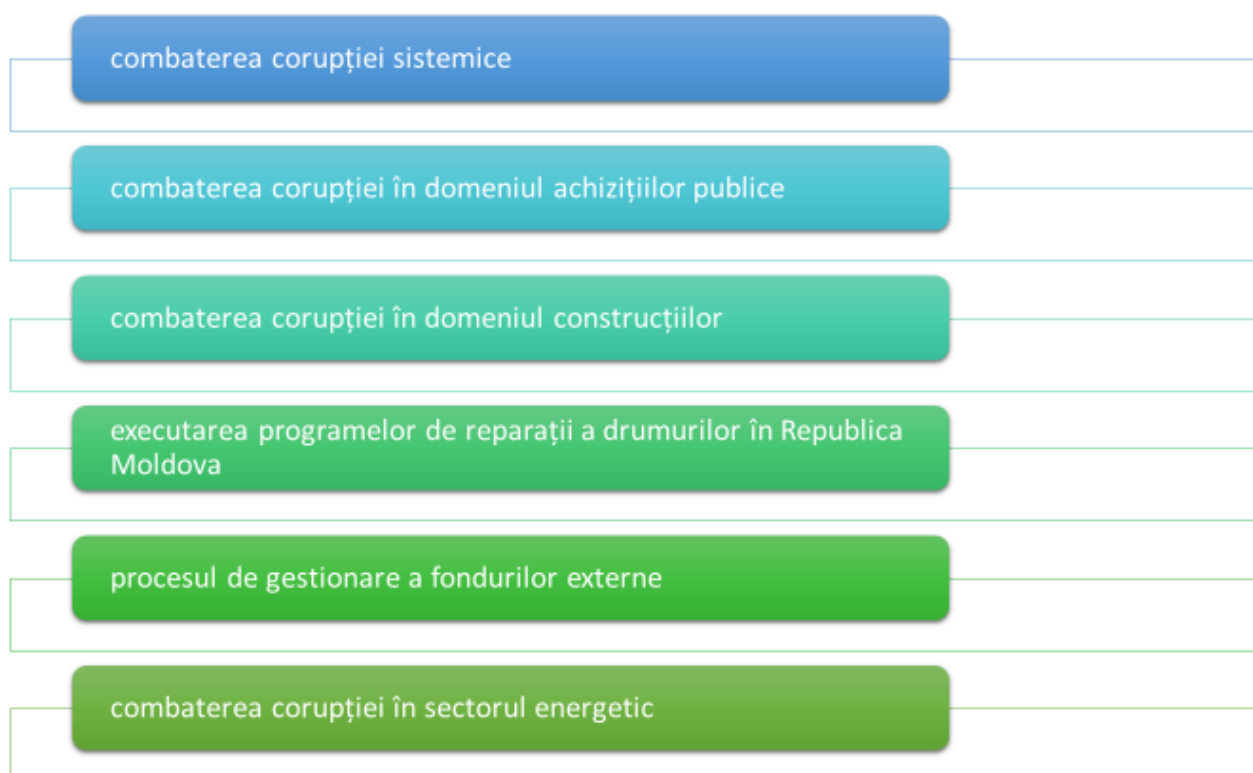 combaterea corupției sistemice
combaterea corupției în domeniul achizițiilor publice
combaterea corupției în domeniul construcțiilor
executarea programelor de reparații a drumurilor în Republica
Moldova
procesul de gestionare a fondurilor externe
combaterea corupției în sectorul energetic